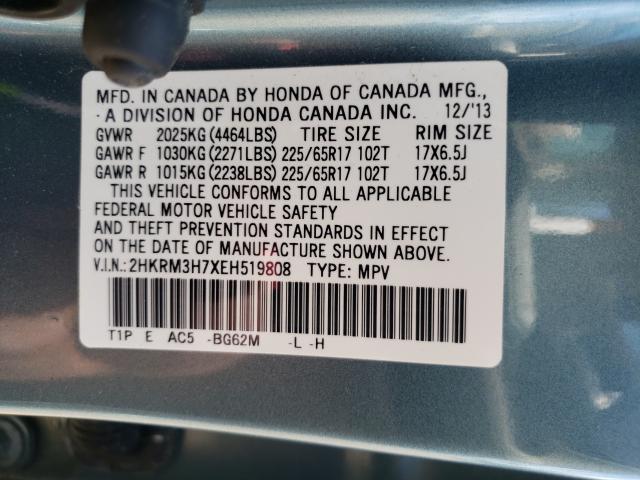 MFD. IN CANADA BY HONDA OF CANADA MFG.,
· A DIVISION OF HONDA CANADA INC. 12/'13
GVWR 2025KG (4464LBS) TIRE SIZE RIM SIZE
GAWR F 1030KG (2271LBS) 225/65R17 102T 17X6.5J
GAWR R 1015KG (2238LBS) 225/65R17 102T 17X6.5J
THIS VEHICLE CONFORMS TO ALL APPLICABLE
FEDERAL MOTOR VEHICLE SAFETY
AND THEFT PREVENTION STANDARDS IN EFFECT
ON THE DATE OF MANUFACTURE SHOWN ABOVE.
V.I.N.: 2HKRM3H7XEH519808 TYPE: MPV
T1P E AC5 -BG62M -L -H